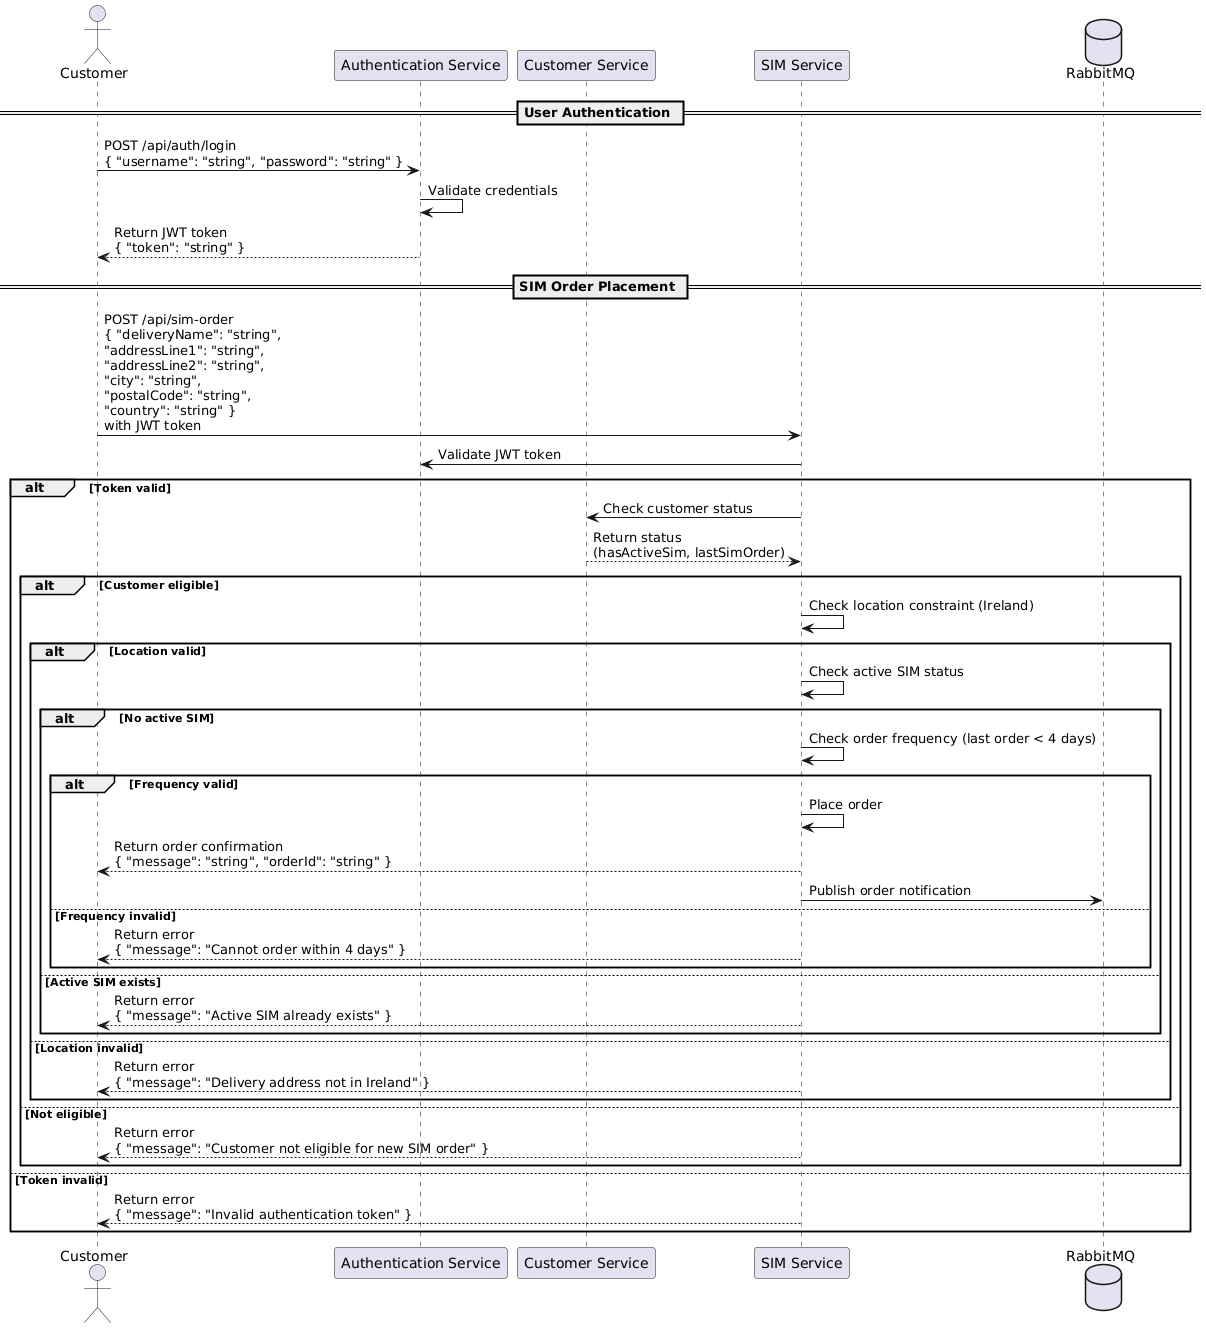 Customer
Authentication Service
Customer Service
SIM Service
RabbitMQ
User Authentication
POST /api/auth/login
{ "username": "string", "password": "string" }
Validate credentials
Return JWT token
{ "token": "string" }
SIM Order Placement
POST /api/sim-order
{ "deliveryName": "string",
"addressLine1": "string",
"addressLine2": "string",
"city": "string",
"postalCode": "string",
"country": "string" }
with JWT token
Validate JWT token
alt [Token valid]
Check customer status
Return status
(hasActiveSim, lastSimOrder)
alt [Customer eligible]
Check location constraint (Ireland)
alt [Location valid]
Check active SIM status
alt [No active SIM]
Check order frequency (last order < 4 days)
alt [Frequency valid]
Place order
Return order confirmation
{ "message": "string", "orderId": "string" }
Publish order notification
[Frequency invalid]
Return error
{ "message": "Cannot order within 4 days" }
[Active SIM exists]
Return error
{ "message": "Active SIM already exists" }
[Location invalid]
Return error
{ "message": "Delivery address not in Ireland" }
[Not eligible]
Return error
{ "message": "Customer not eligible for new SIM order" }
[Token invalid]
Return error
{ "message": "Invalid authentication token" }
Customer
Authentication Service
Customer Service
SIM Service
RabbitMQ